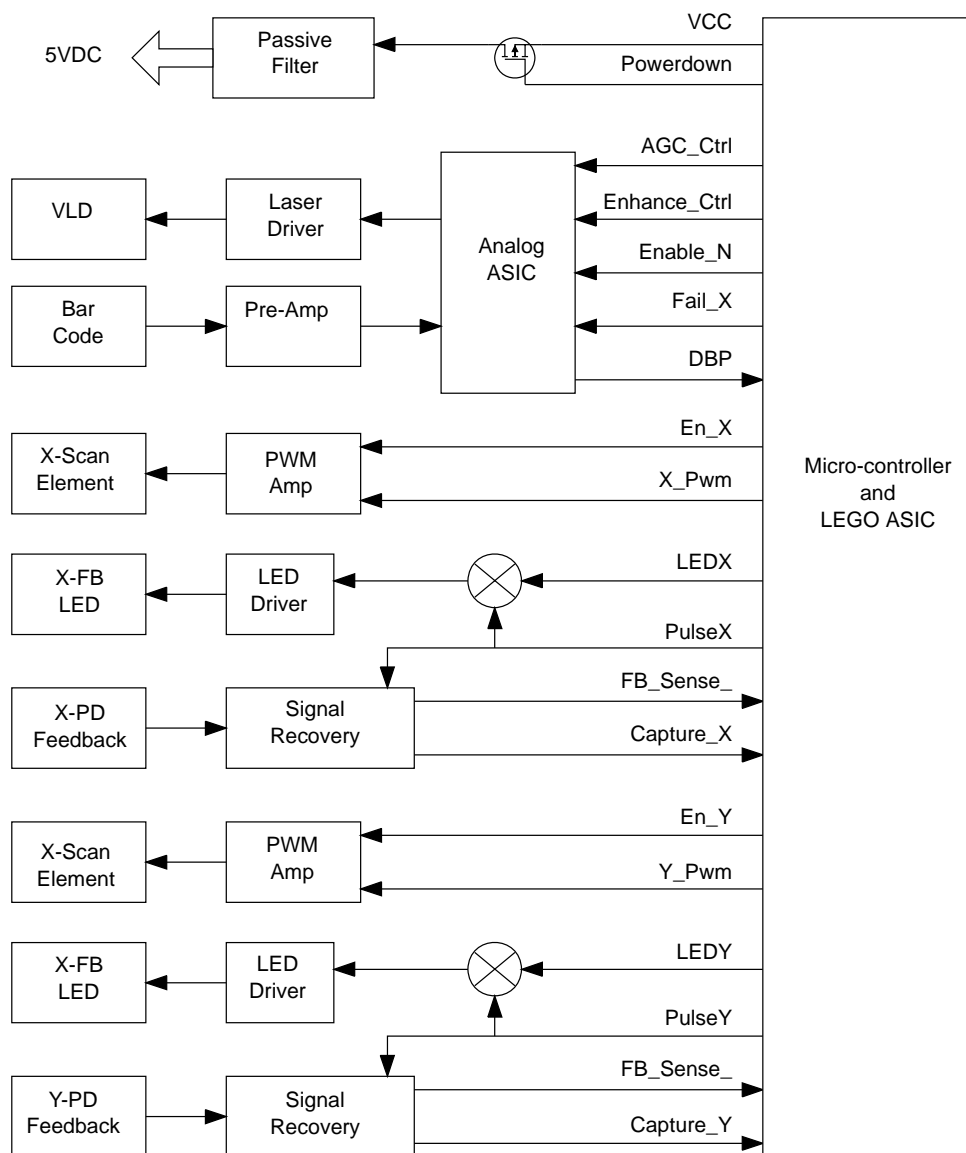 VCC
5VDC
Passive
Filter
Powerdown
AGC_Ctrl
VLD
Laser
Driver
Enhance_Ctrl
Analog
ASIC
Enable_N
Bar
Code
Pre-Amp
Fail_X
DBP
En_X
X-Scan
Element
PWM
Amp
X_Pwm
Micro-controller
and
LEGO ASIC
LEDX
X-FB
LED
LED
Driver
PulseX
FB_Sense_
X-PD
Feedback
Signal
Recovery
Capture_X
En_Y
X-Scan
Element
PWM
Amp
Y_Pwm
LEDY
X-FB
LED
LED
Driver
PulseY
FB_Sense_
Y-PD
Feedback
Signal
Recovery
Capture_Y